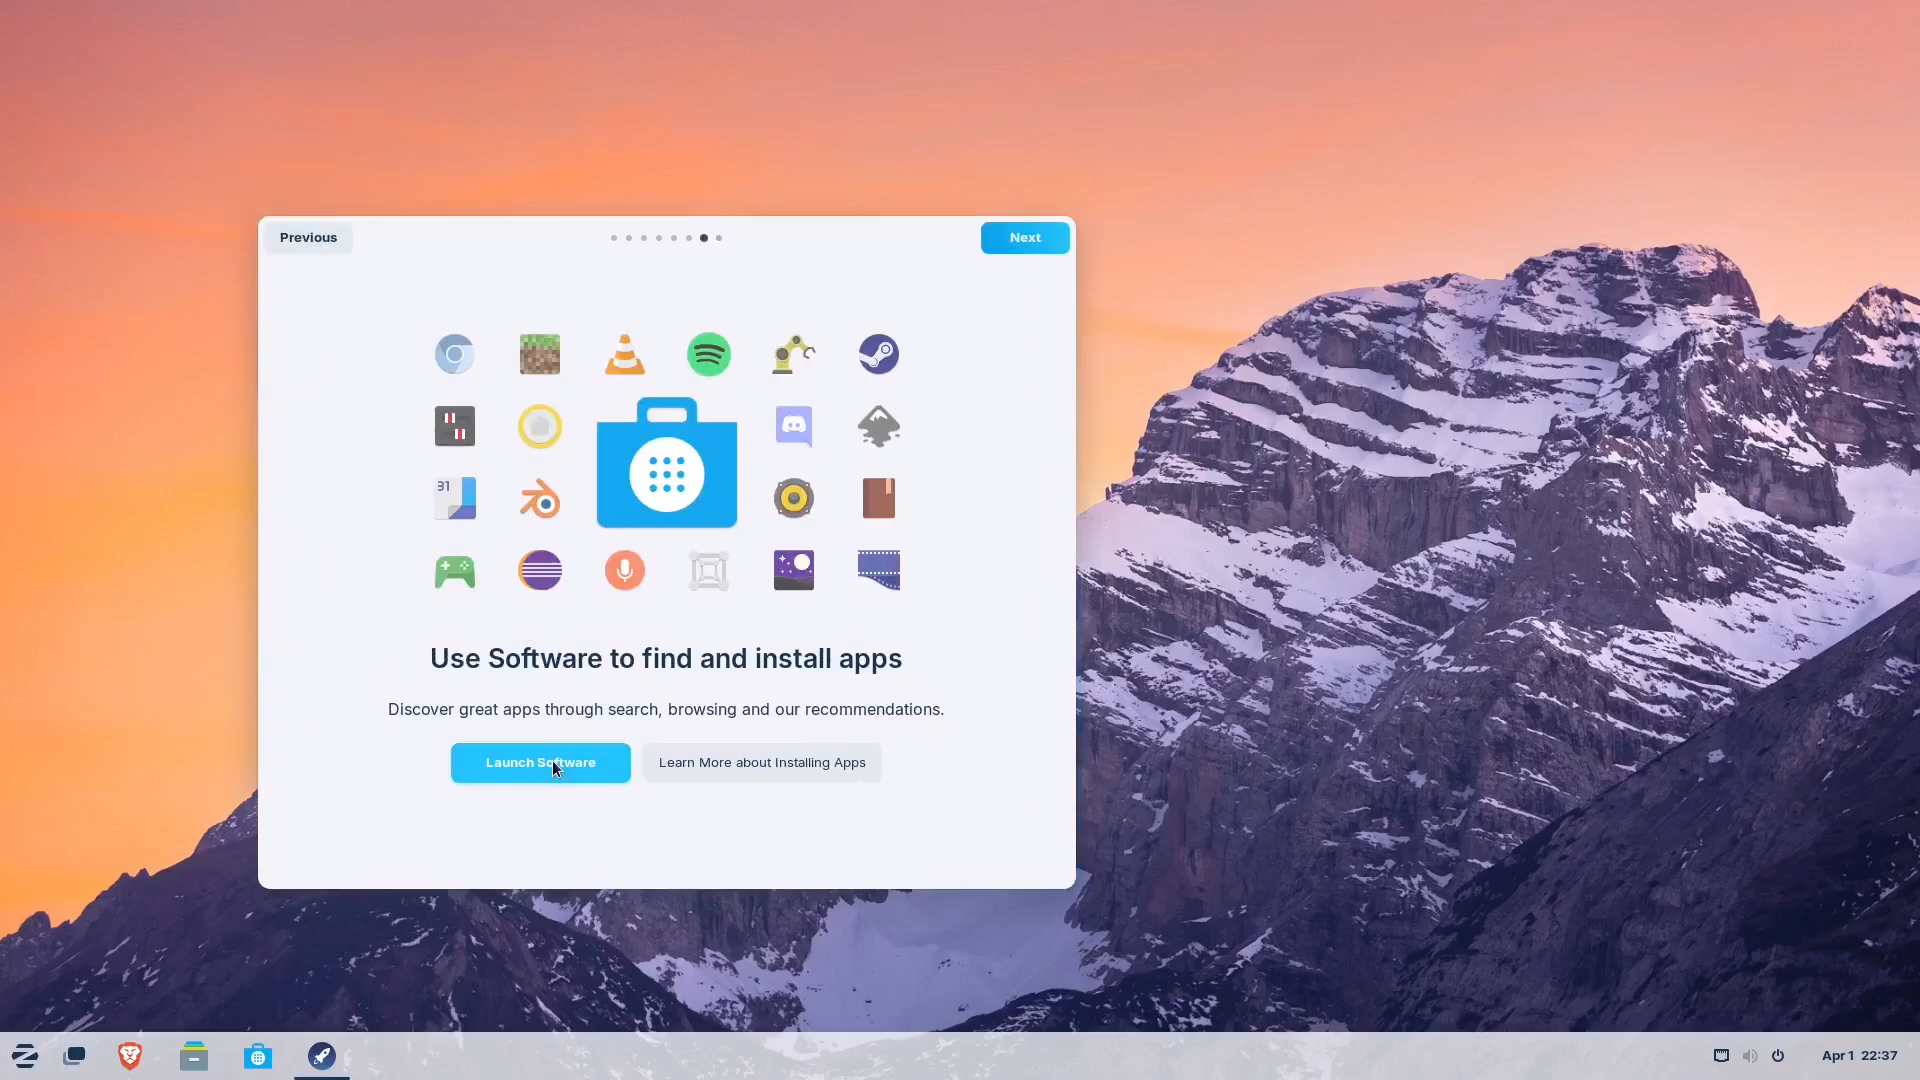 Previous
Next
31
Use Software to find and install apps
Discover great apps through search, browsing and our recommendations.
Launch Software
Learn More about Installing Apps
Apr 1 22:37